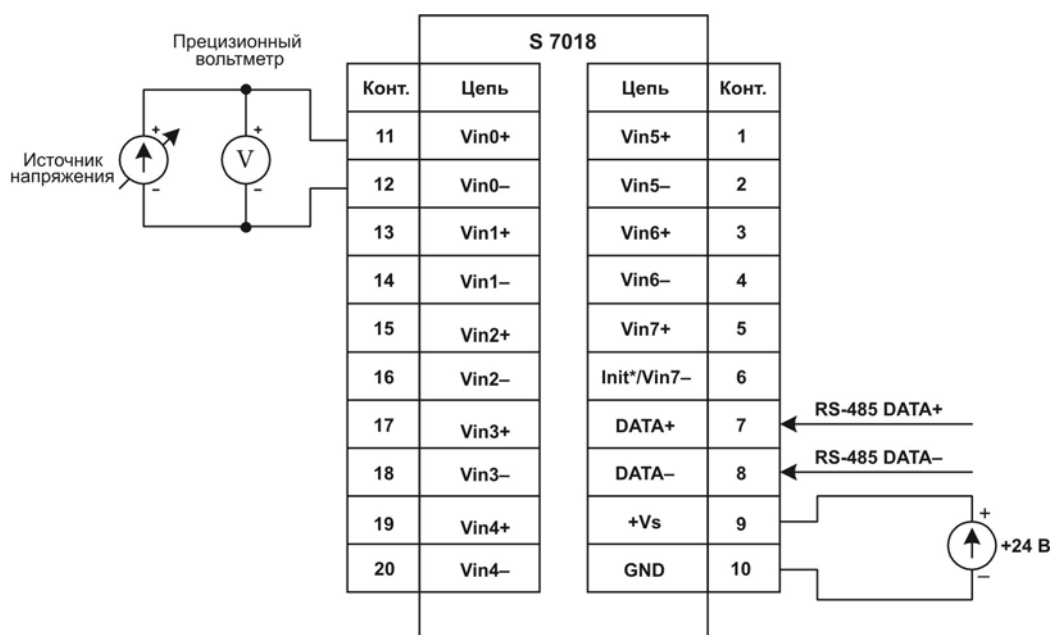 S 7018
Прецизионный
вольтметр
Источник
напряжения
+ + V – –
Конт. Цепь
11 Vin0+
12 Vin0–
13 Vin1+
14 Vin1–
15 Vin2+
16 Vin2–
17 Vin3+
18 Vin3–
19 Vin4+
20 Vin4–
Цепь Конт.
Vin5+ 1
Vin5– 2
Vin6+ 3
Vin6– 4
Vin7+ 5
Init*/Vin7– 6
DATA+ 7
DATA– 8
+Vs 9
GND 10
RS-485 DATA+
RS-485 DATA–
+
+24 В
–